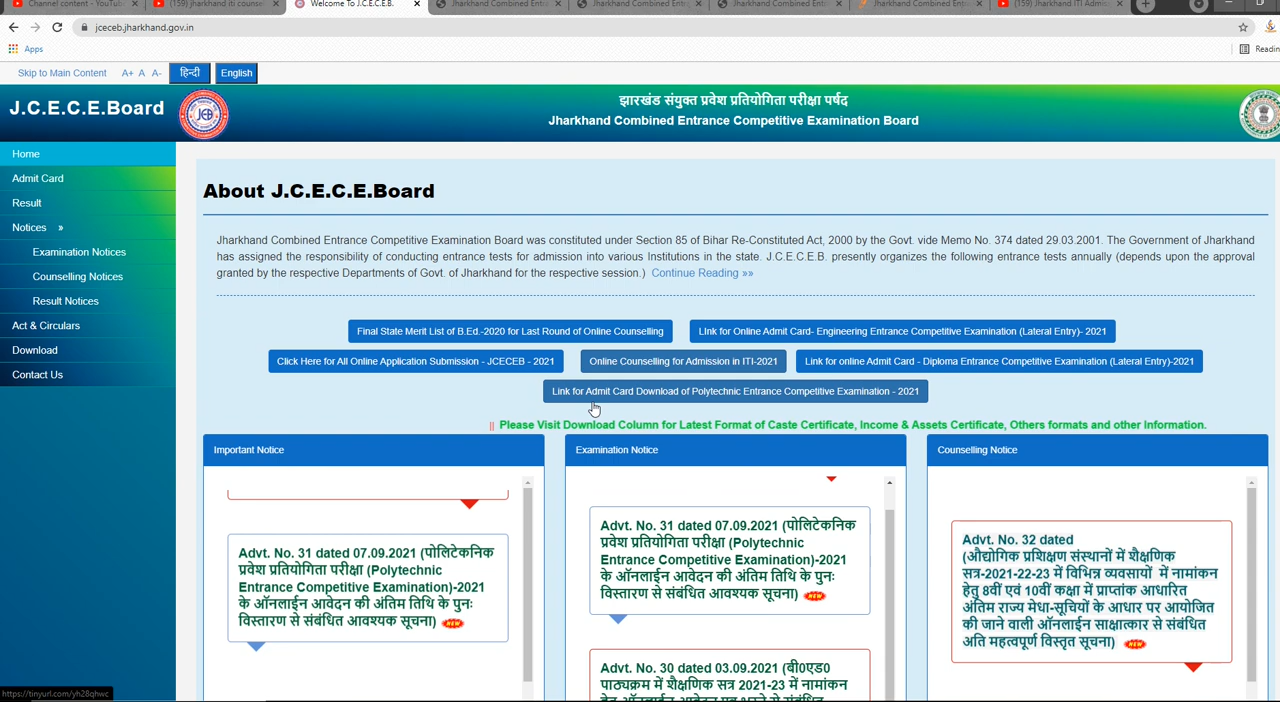 Channel content - YouTub
(159) jharkhand iti counse
Welcome To J.C.E.C.E.B.
Jharkhand Combined Ent
Jharkhand Combined Entr
Jharkhand Combined Entr
Jharkhand Combined Entr
(159) Jharkhand ITI Admi
jceceb.jharkhand.gov.in
Apps
Readin
Skip to Main Content A+ A A- हिन्दी English
J.C.E.C.E.Board
झारखंड संयुक्त प्रवेश प्रतियोगिता परीक्षा पर्षद
Jharkhand Combined Entrance Competitive Examination Board
Home
Admit Card
Result
Notices »
Examination Notices
Counselling Notices
Result Notices
Act & Circulars
Download
Contact Us
About J.C.E.C.E.Board
Jharkhand Combined Entrance Competitive Examination Board was constituted under Section 85 of Bihar Re-Constituted Act, 2000 by the Govt. vide Memo No. 374 dated 29.03.2001. The Government of Jharkhand
has assigned the responsibility of conducting entrance tests for admission into various Institutions in the state. J.C.E.C.E.B. presently organizes the following entrance tests annually (depends upon the approval
granted by the respective Departments of Govt. of Jharkhand for the respective session.) Continue Reading »»
Final State Merit List of B.Ed.-2020 for Last Round of Online Counselling
LInk for Online Admit Card- Engineering Entrance Competitive Examination (Lateral Entry)- 2021
Click Here for All Online Application Submission - JCECEB - 2021
Online Counselling for Admission in ITI-2021
Link for online Admit Card - Diploma Entrance Competitive Examination (Lateral Entry)-2021
Link for Admit Card Download of Polytechnic Entrance Competitive Examination - 2021
|| Please Visit Download Column for Latest Format of Caste Certificate, Income & Assets Certificate, Others formats and other Information.
Important Notice
Advt. No. 31 dated 07.09.2021 (पोलिटेकनिक
प्रवेश प्रतियोगिता परीक्षा (Polytechnic
Entrance Competitive Examination)-2021
के ऑनलाईन आवेदन की अंतिम तिथि के पुनः
विस्तारण से संबंधित आवश्यक सूचना) NEW
Examination Notice
Advt. No. 31 dated 07.09.2021 (पोलिटेकनिक
प्रवेश प्रतियोगिता परीक्षा (Polytechnic
Entrance Competitive Examination)-2021
के ऑनलाईन आवेदन की अंतिम तिथि के पुनः
विस्तारण से संबंधित आवश्यक सूचना) NEW
Advt. No. 30 dated 03.09.2021 (बी0एड0
पाठ्यक्रम में शैक्षणिक सत्र 2021-23 में नामांकन
Counselling Notice
Advt. No. 32 dated
(औद्योगिक प्रशिक्षण संस्थानों में शैक्षणिक
सत्र-2021-22-23 में विभिन्न व्यवसायों में नामांकन
हेतु 8वीं एवं 10वीं कक्षा में प्राप्तांक आधारित
अंतिम राज्य मेधा-सूचियों के आधार पर आयोजित
की जाने वाली ऑनलाईन साक्षात्कार से संबंधित
अति महत्वपूर्ण विस्तृत सूचना) NEW
https://tinyurl.com/yh28qhwc